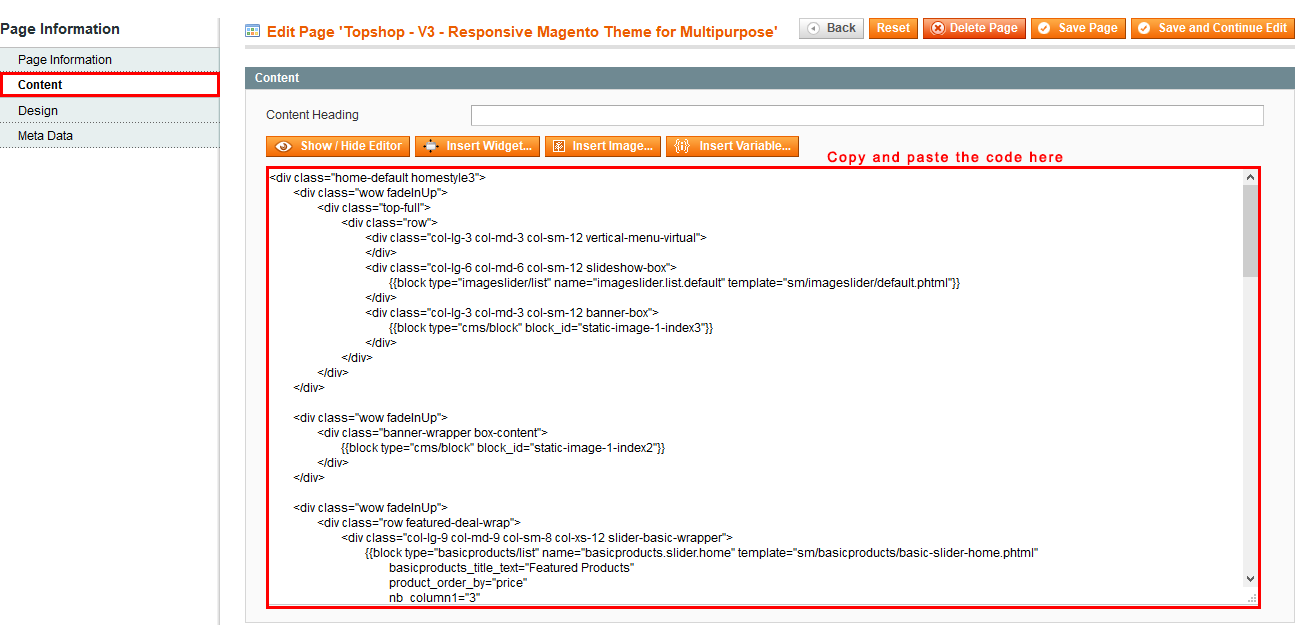 Page Information
Page Information
Content
Design
Meta Data
Edit Page 'Topshop - V3 - Responsive Magento Theme for Multipurpose'
Back
Reset
Delete Page
Save Page
Save and Continue Edit
Content
Content Heading
Show / Hide Editor
Insert Widget...
Insert Image...
Insert Variable...
Copy and paste the code here
<div class="home-default homestyle3">
<div class="wow fadeInUp">
<div class="top-full">
<div class="row">
<div class="col-lg-3 col-md-3 col-sm-12 vertical-menu-virtual">
</div>
<div class="col-lg-6 col-md-6 col-sm-12 slideshow-box">
{{block type="imageslider/list" name="imageslider.list.default" template="sm/imageslider/default.phtml"}}
</div>
<div class="col-lg-3 col-md-3 col-sm-12 banner-box">
{{block type="cms/block" block_id="static-image-1-index3"}}
</div>
</div>
</div>
</div>
<div class="wow fadeInUp">
<div class="banner-wrapper box-content">
{{block type="cms/block" block_id="static-image-1-index2"}}
</div>
</div>
<div class="wow fadeInUp">
<div class="row featured-deal-wrap">
<div class="col-lg-9 col-md-9 col-sm-8 col-xs-12 slider-basic-wrapper">
{{block type="basicproducts/list" name="basicproducts.slider.home" template="sm/basicproducts/basic-slider-home.phtml"
basicproducts_title_text="Featured Products"
product_order_by="price"
nb_column1="3"